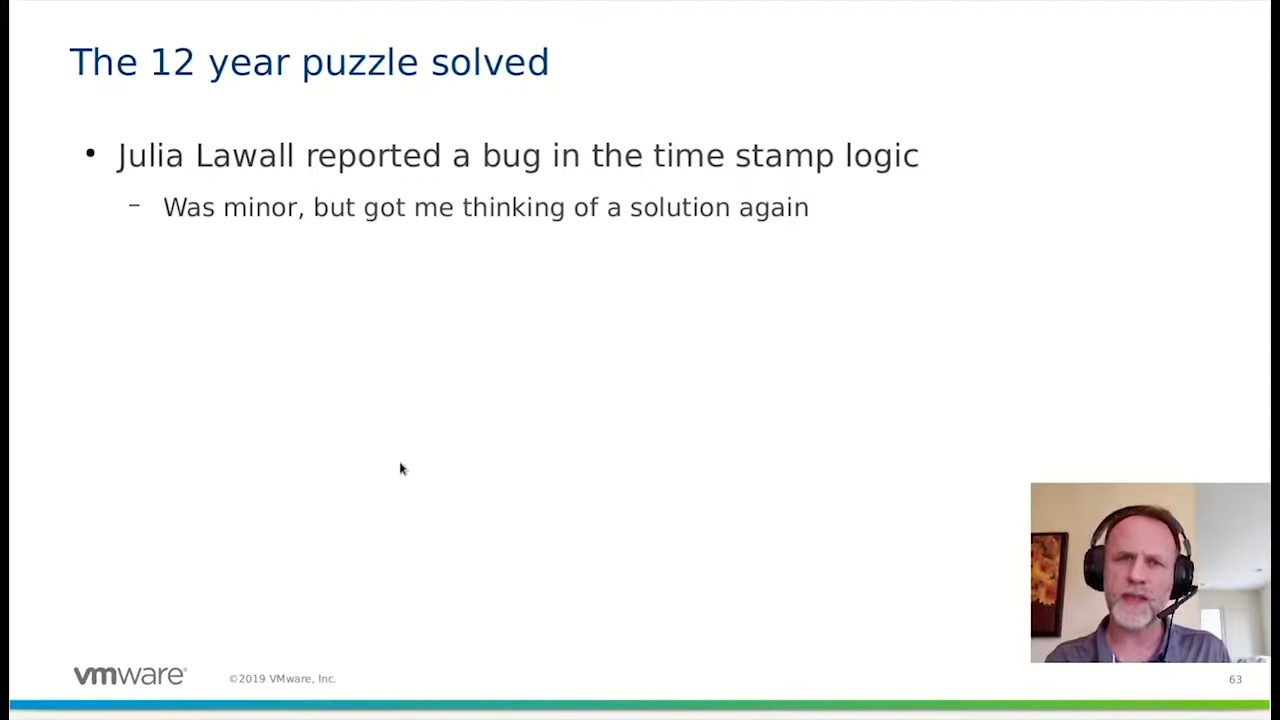 The 12 year puzzle solved
• Julia Lawall reported a bug in the time stamp logic
– Was minor, but got me thinking of a solution again
vmware®
©2019 VMware, Inc.
63